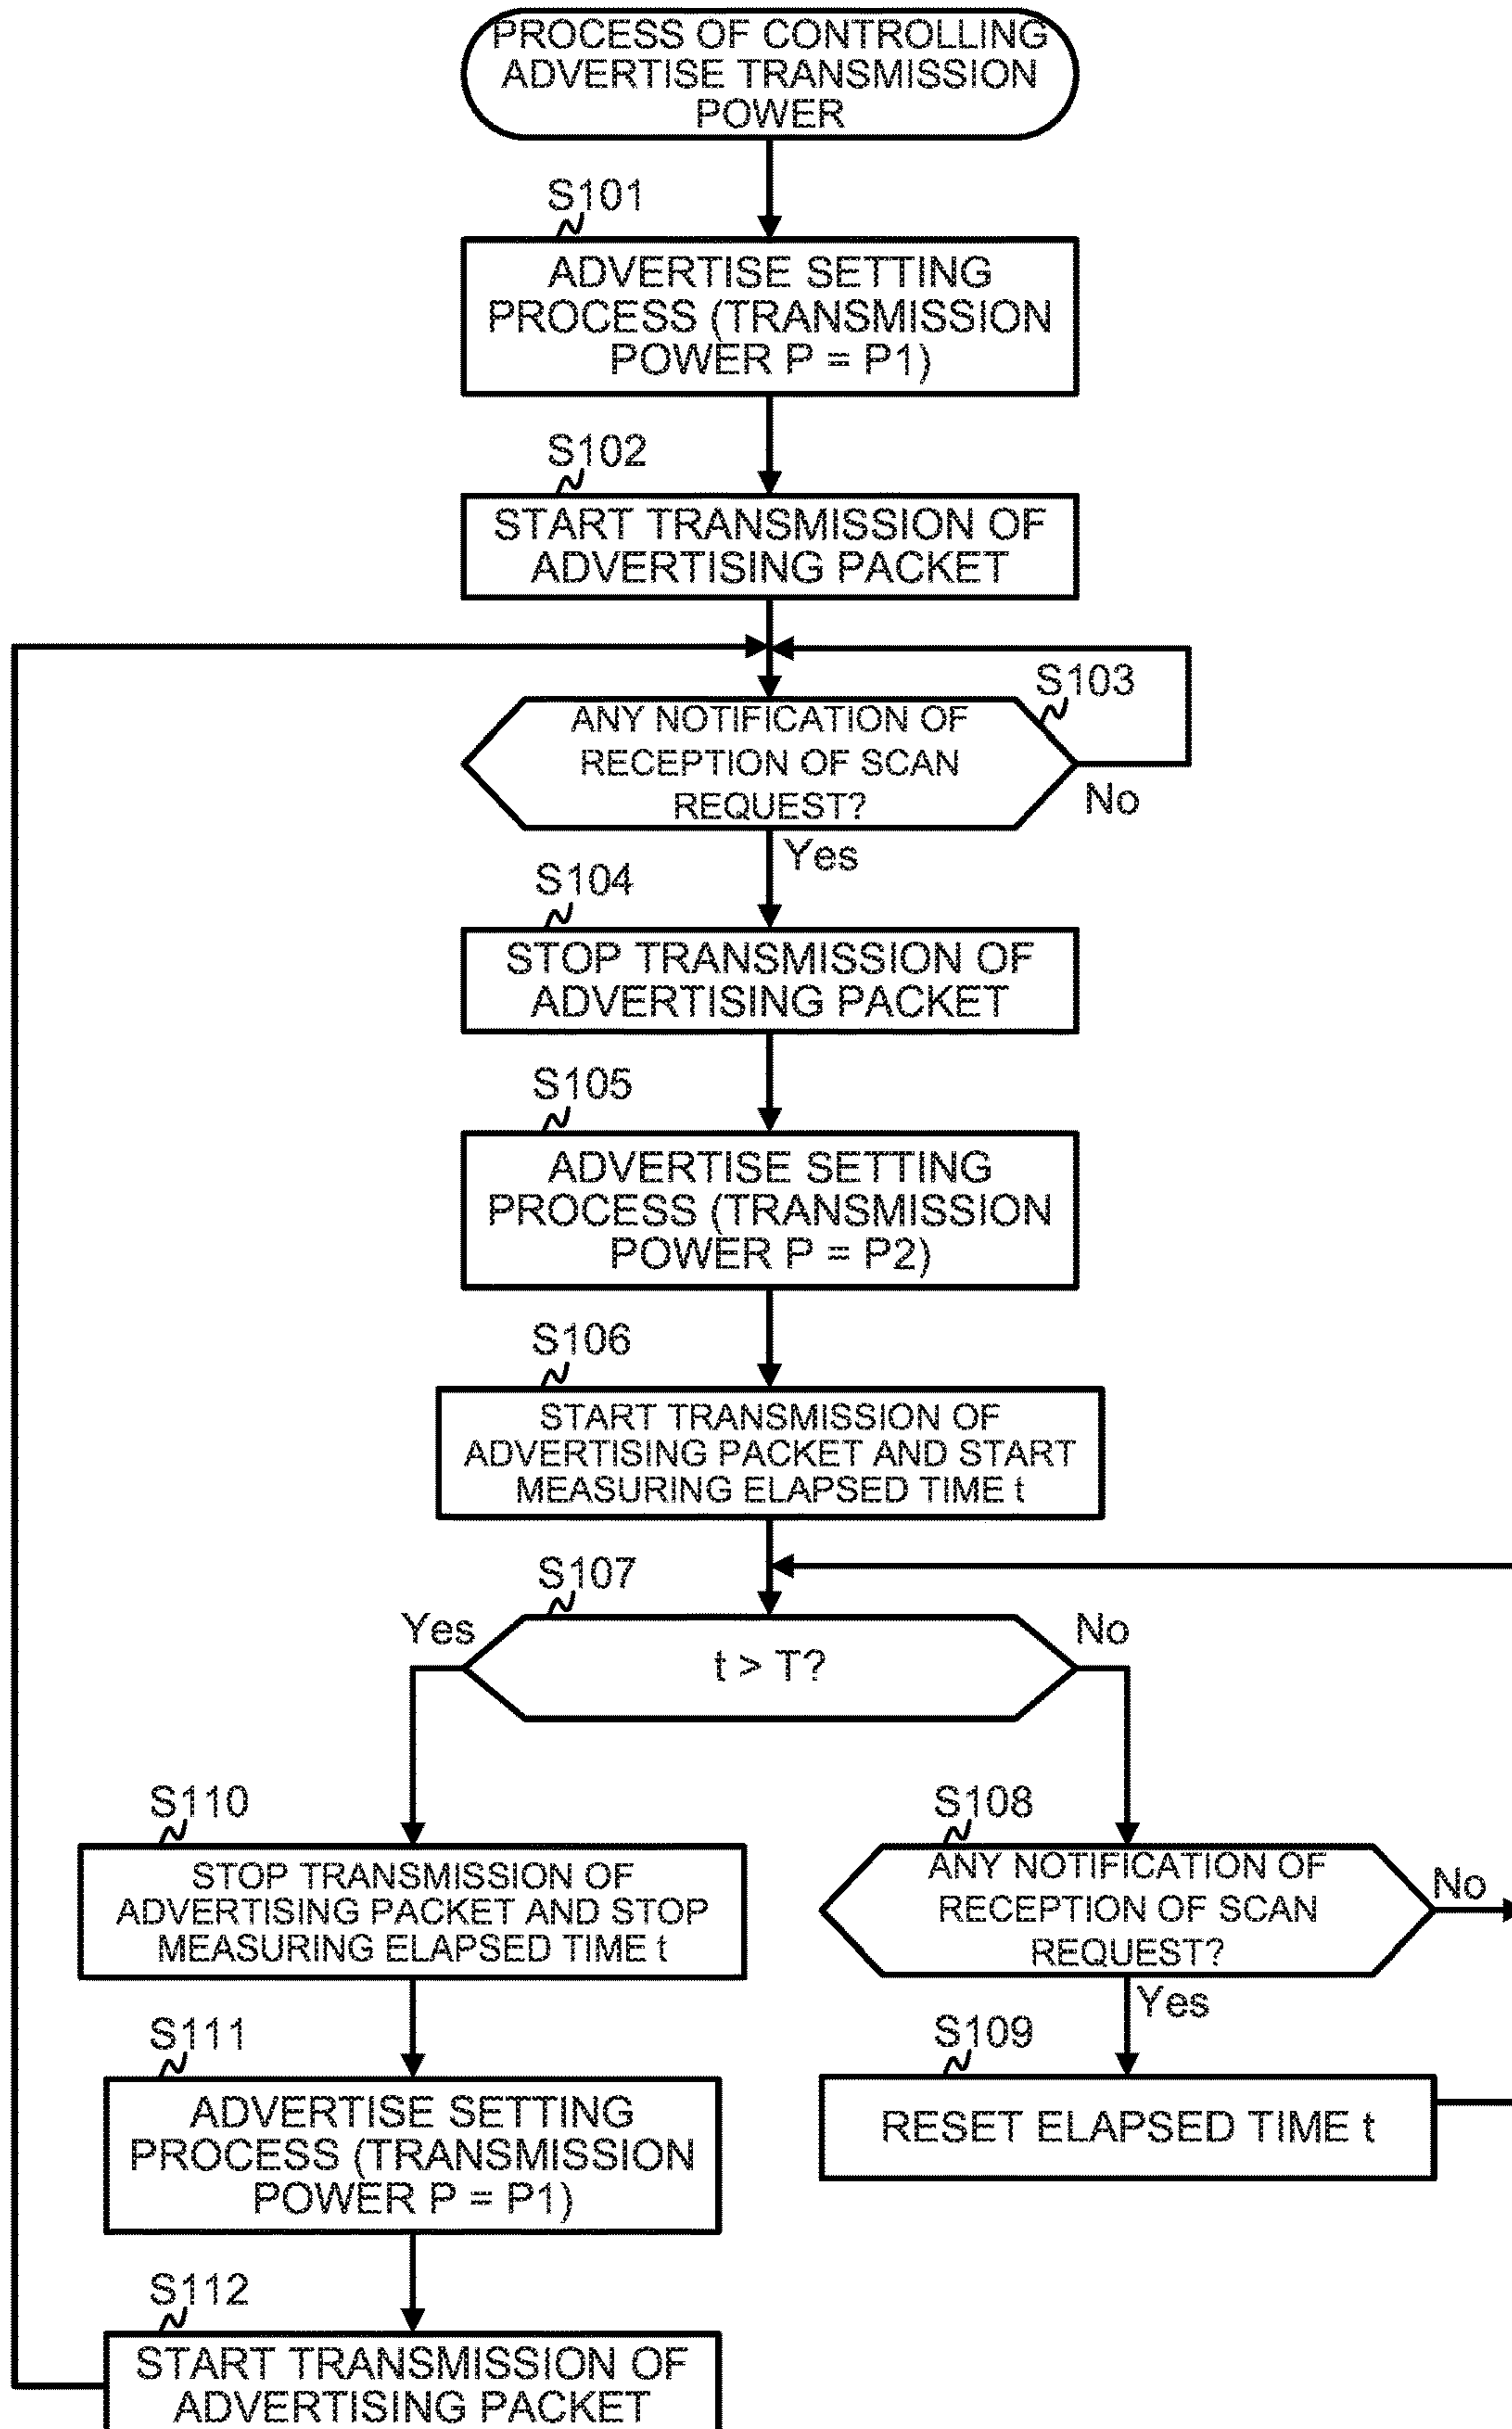 PROCESS OF CONTROLLING
ADVERTISE TRANSMISSION
POWER
S101
ADVERTISE SETTING
PROCESS (TRANSMISSION
POWER P = P1)
S102
START TRANSMISSION OF
ADVERTISING PACKET
S103
ANY NOTIFICATION OF
RECEPTION OF SCAN
REQUEST?
No
Yes
S104
STOP TRANSMISSION OF
ADVERTISING PACKET
S105
ADVERTISE SETTING
PROCESS (TRANSMISSION
POWER P = P2)
S106
START TRANSMISSION OF
ADVERTISING PACKET AND START
MEASURING ELAPSED TIME t
S107
Yes
No
t > T?
S110
STOP TRANSMISSION OF
ADVERTISING PACKET AND STOP
MEASURING ELAPSED TIME t
S108
ANY NOTIFICATION OF
RECEPTION OF SCAN
REQUEST?
No
Yes
S111
ADVERTISE SETTING
PROCESS (TRANSMISSION
POWER P = P1)
S109
RESET ELAPSED TIME t
S112
START TRANSMISSION OF
ADVERTISING PACKET